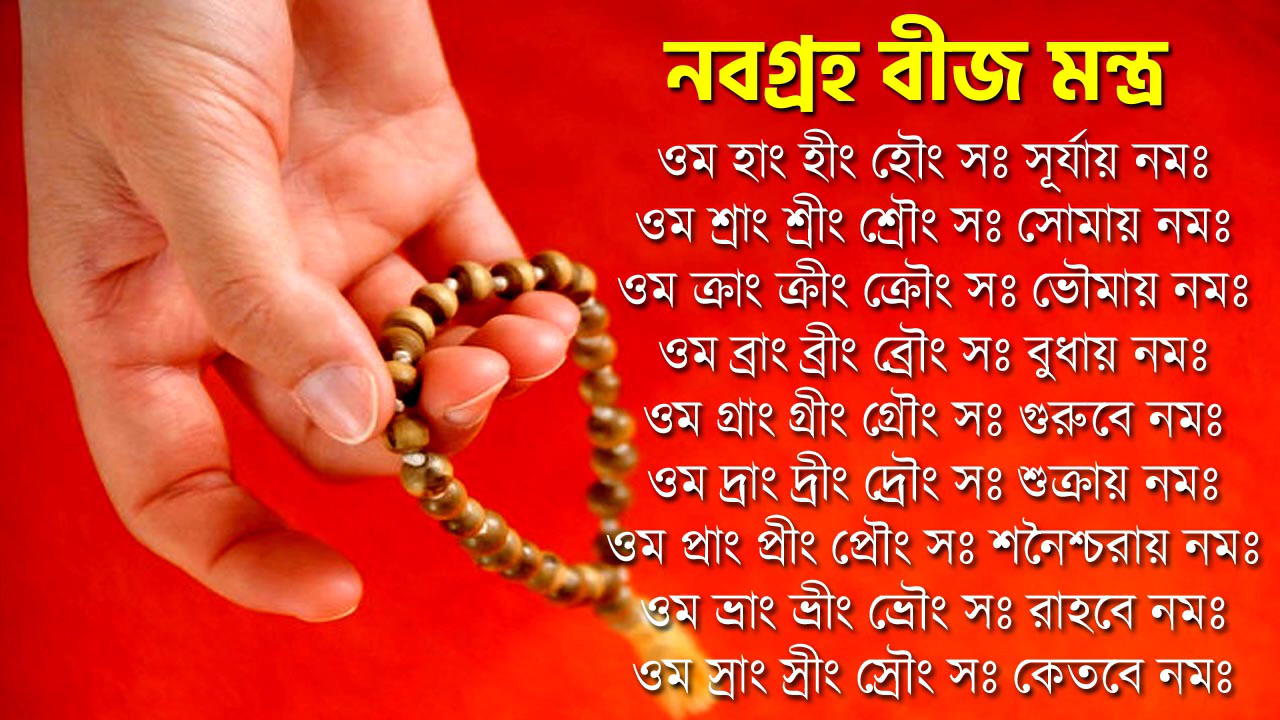 নবগ্রহ বীজ মন্ত্র
ওম হাং হীং হৌং সঃ সূর্যায় নমঃ
ওম শ্রাং শ্রীং শ্রৌং সঃ সোমায় নমঃ
ওম ক্রাং ক্রীং ক্রৌং সঃ ভৌমায় নমঃ
ওম ব্রাং ব্রীং ব্রৌং সঃ বুধায় নমঃ
ওম গ্রাং গ্রীং গ্রৌং সঃ গুরুবে নমঃ
ওম দ্রাং দ্রীং দ্রৌং সঃ শুক্রায় নমঃ
ওম প্রাং প্রীং প্রৌং সঃ শনৈশ্চরায় নমঃ
ওম ভ্রাং ভ্রীং ভ্রৌং সঃ রাহবে নমঃ
ওম স্রাং স্রীং স্রৌং সঃ কেতবে নমঃ